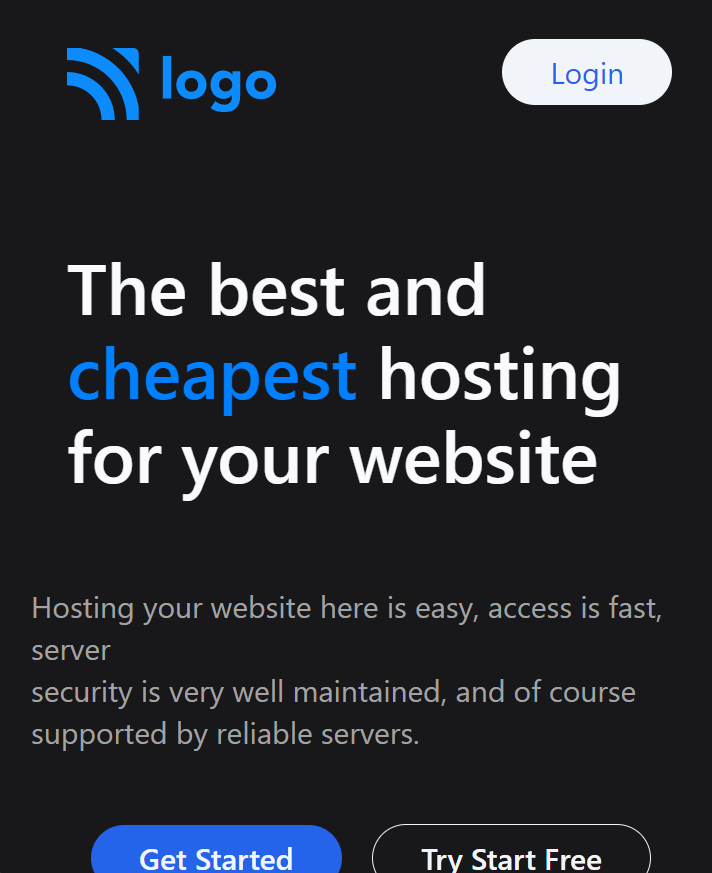 logo
Login
The best and
cheapest hosting
for your website
Hosting your website here is easy, access is fast,
server
security is very well maintained, and of course
supported by reliable servers.
Get Started
Try Start Free